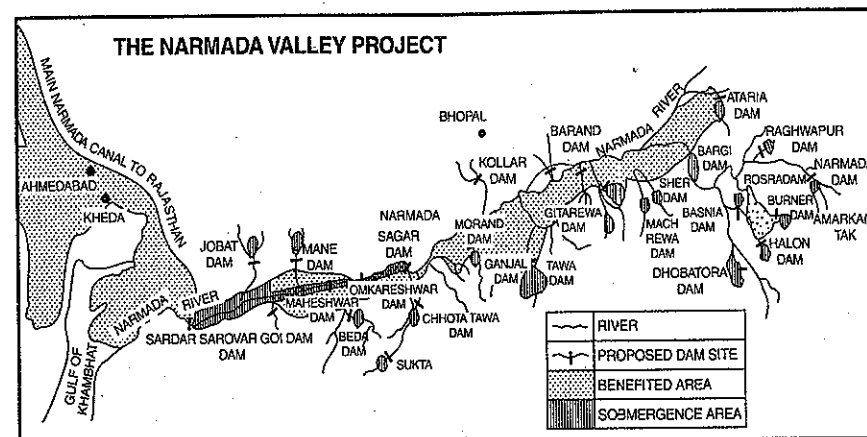 THE NARMADA VALLEY PROJECT
MAIN NARMADA CANAL TO RAJASTHAN
AHMEDABAD
KHEDA
GULF OF
KHAMBHAT
NARMADA RIVER
SARDAR SAROVAR
DAM
JOBAT
DAM
MANE
DAM
GOI DAM
MAHESHWAR
DAM
BEDA
DAM
OMKARESHWAR
DAM
NARMADA
SAGAR
DAM
SUKTA
CHHOTA TAWA
DAM
MORAND
DAM
GANJAL
DAM
TAWA
DAM
BHOPAL
KOLLAR
DAM
BARAND
DAM
NARMADA RIVER
GITAREWA
DAM
MACH
REWA
DAM
SHER
DAM
BARGI
DAM
ATARIA
DAM
RAGHWAPUR
DAM
NARMADA
DAM
ROSRADAM
BURNER
DAM
AMARKAN
TAK
BASNIA
DAM
HALON
DAM
DHOBATORA
DAM
RIVER
PROPOSED DAM SITE
BENEFITED AREA
SOBMERGENCE AREA